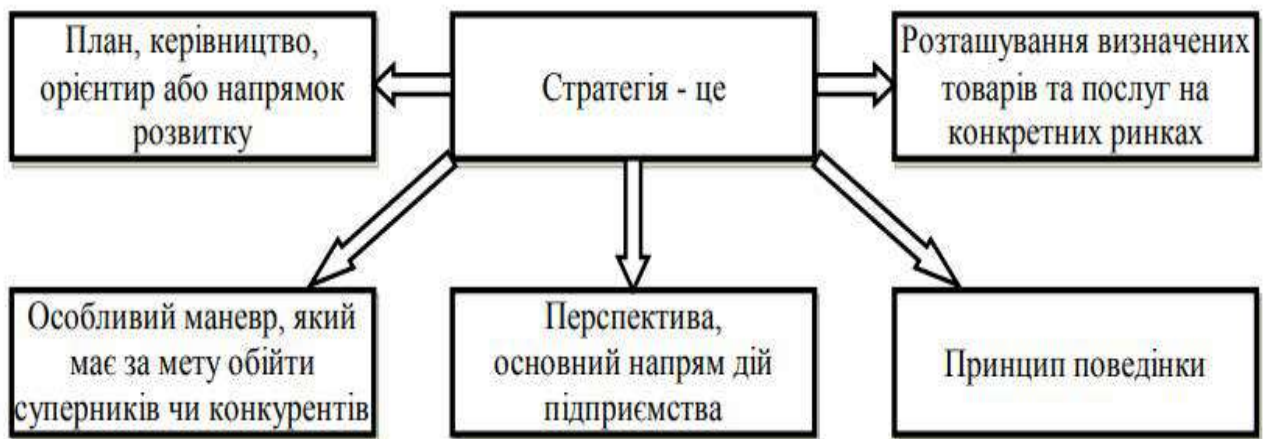 План, керівництво,
орієнтир або напрямок
розвитку
Стратегія - це
Розташування визначених
товарів та послуг на
конкретних ринках
Особливий маневр, який
має за мету обійти
суперників чи конкурентів
Перспектива,
основний напрям дій
підприємства
Принцип поведінки